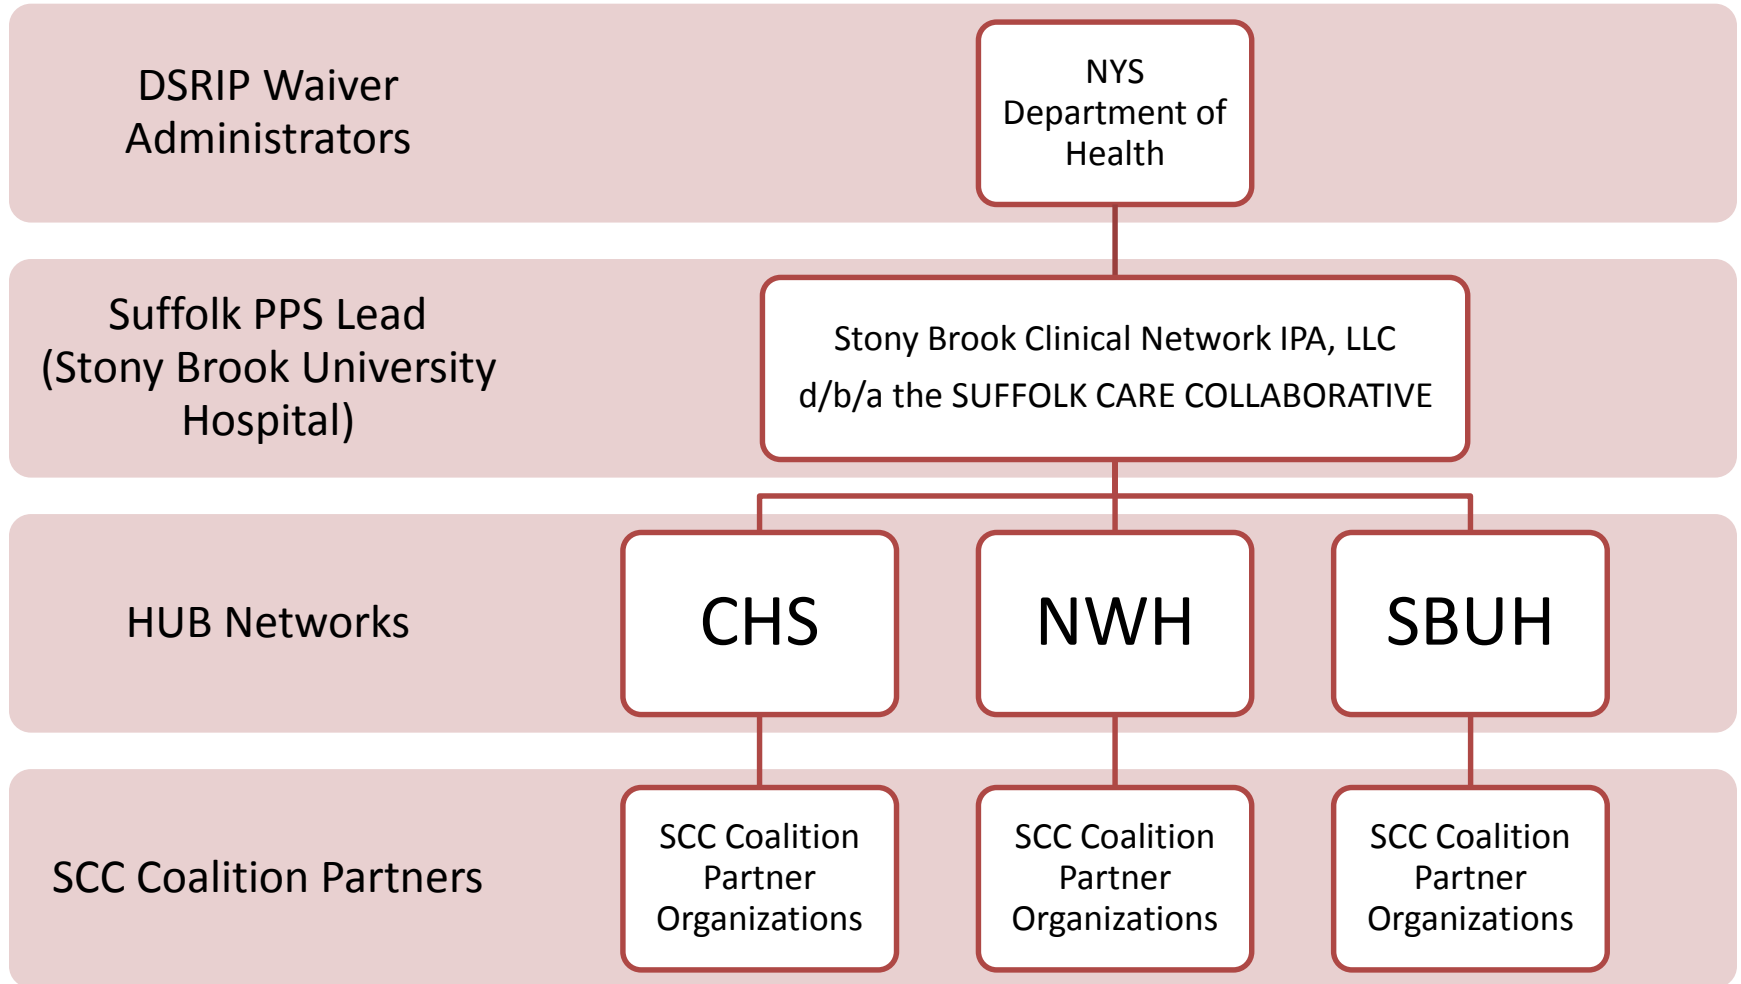 DSRIP Waiver
Administrators
NYS
Department of
Health
Suffolk PPS Lead
(Stony Brook University
Hospital)
Stony Brook Clinical Network IPA, LLC
d/b/a the SUFFOLK CARE COLLABORATIVE
HUB Networks
CHS
NWH
SBUH
SCC Coalition Partners
SCC Coalition
Partner
Organizations
SCC Coalition
Partner
Organizations
SCC Coalition
Partner
Organizations